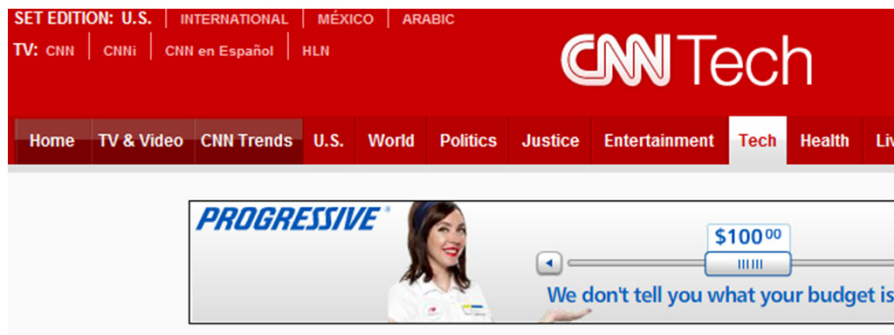 SET EDITION: U.S. INTERNATIONAL MÉXICO ARABIC
TV: CNN CNNi CNN en Español HLN
CNN Tech
Home TV & Video CNN Trends U.S. World Politics Justice Entertainment Tech Health Liv
PROGRESSIVE®
$100 00
We don't tell you what your budget is